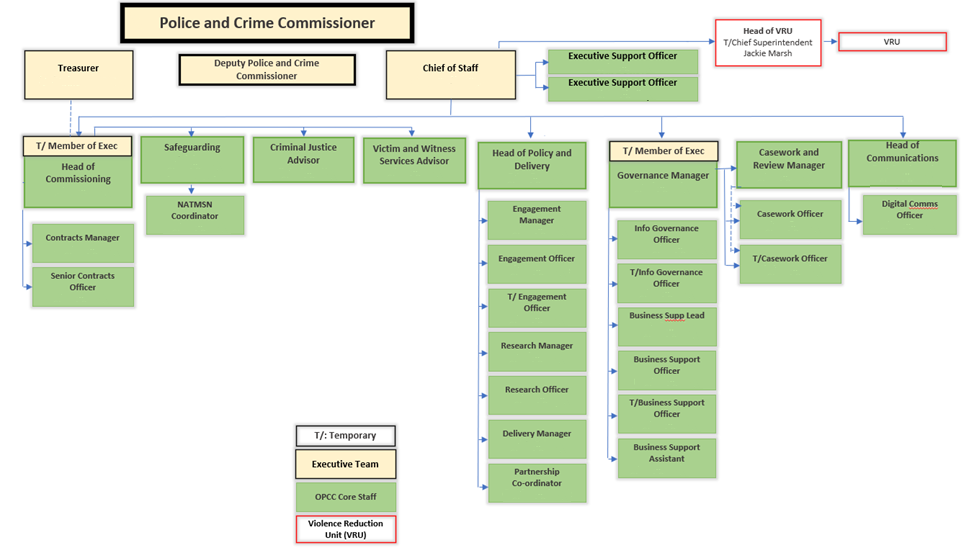 Police and Crime Commissioner
Head of VRU
T/Chief Superintendent
Jackie Marsh
VRU
Treasurer
Deputy Police and Crime
Commissioner
Chief of Staff
Executive Support Officer
Executive Support Officer
T/ Member of Exec
Head of
Commissioning
Safeguarding
Criminal Justice
Advisor
Victim and Witness
Services Advisor
Head of Policy and
Delivery
T/ Member of Exec
Governance Manager
Casework and
Review Manager
Head of
Communications
NATMSN
Coordinator
Contracts Manager
Senior Contracts
Officer
Engagement
Manager
Engagement Officer
T/ Engagement
Officer
Research Manager
Research Officer
Delivery Manager
Partnership
Co-ordinator
Info Governance
Officer
T/Info Governance
Officer
Business Supp Lead
Business Support
Officer
T/Business Support
Officer
Business Support
Assistant
Casework Officer
T/Casework Officer
Digital Comms
Officer
T/: Temporary
Executive Team
OPCC Core Staff
Violence Reduction
Unit (VRU)